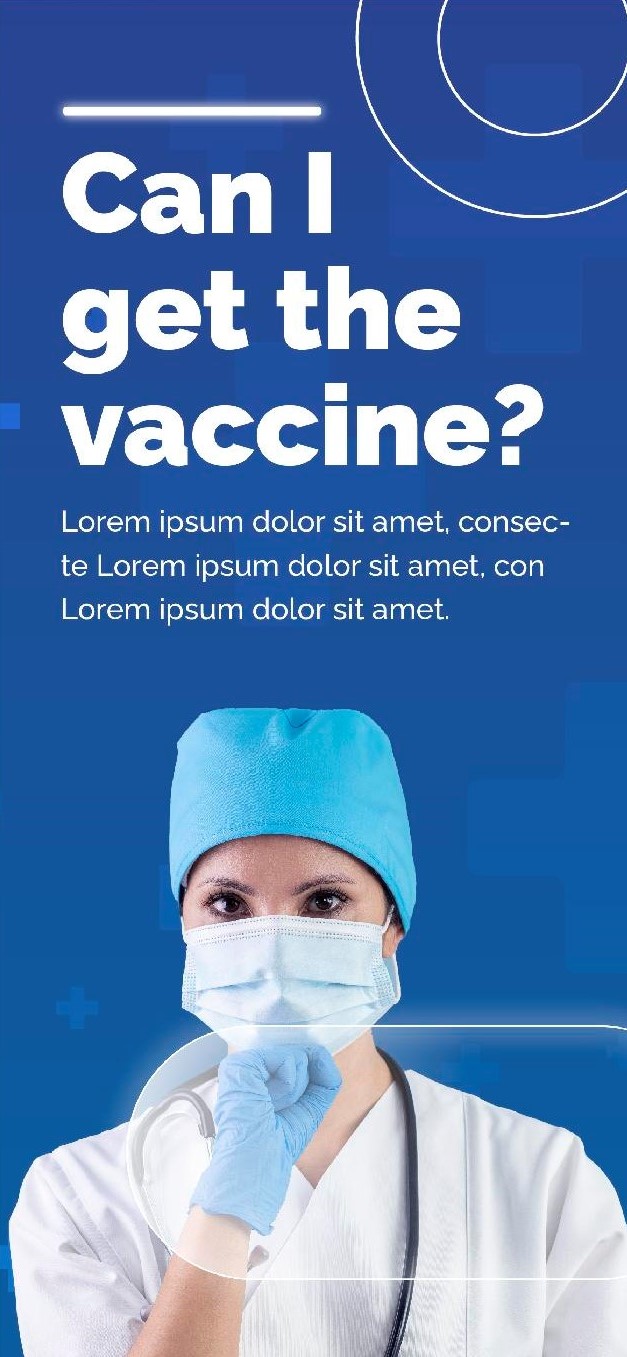 Can I
get the
vaccine?
Lorem ipsum dolor sit amet, consec-
te Lorem ipsum dolor sit amet, con
Lorem ipsum dolor sit amet.